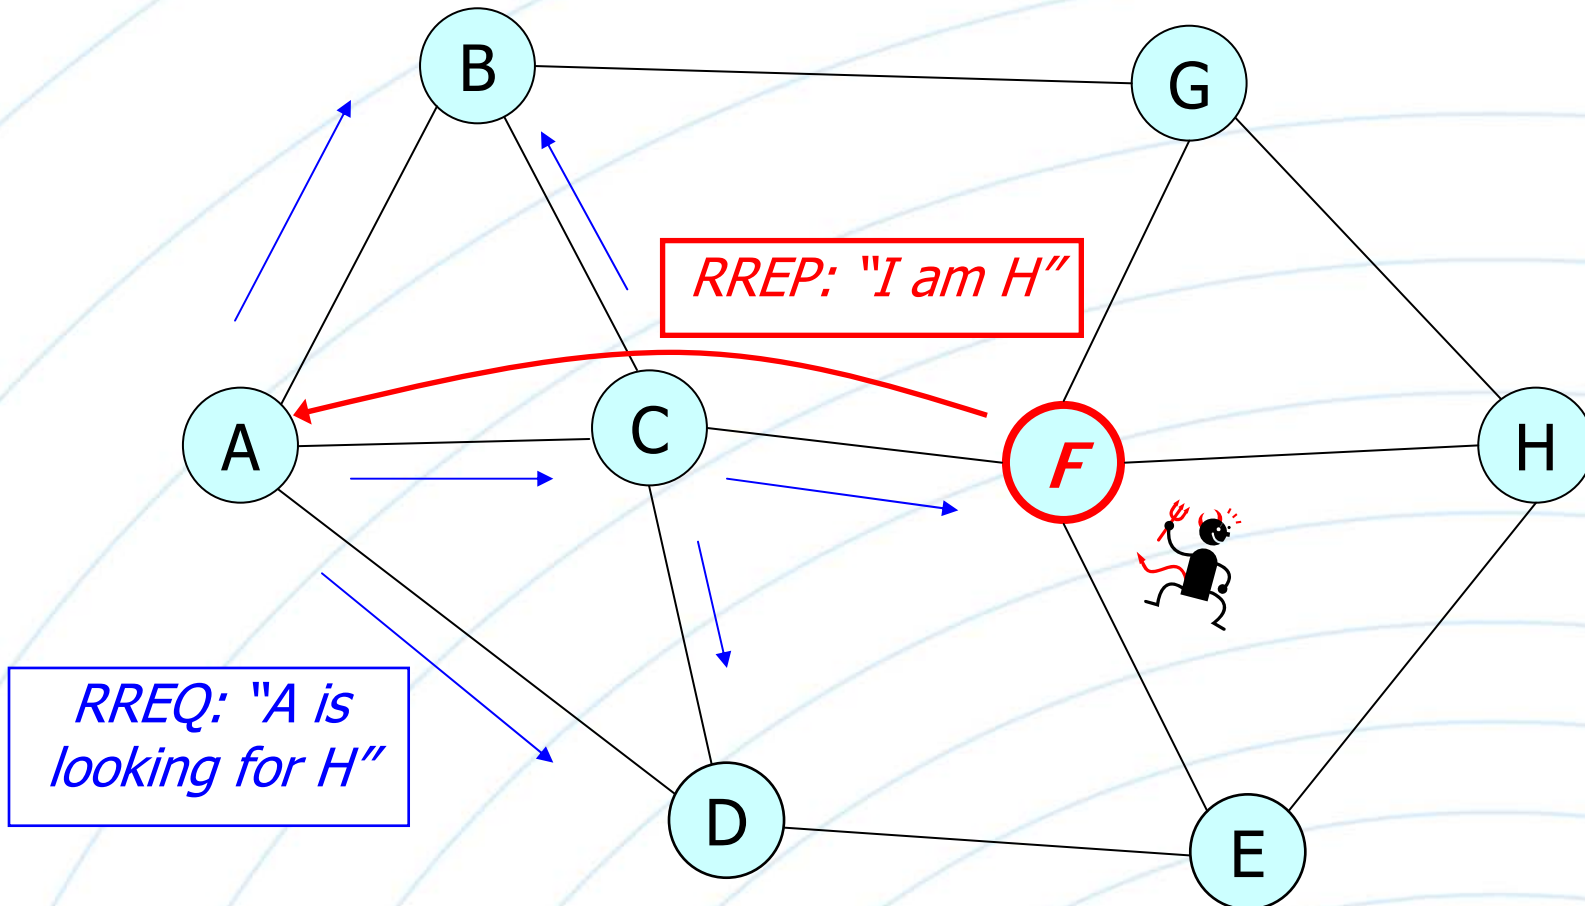 B
G
RREP: “I am H”
A
C
F
H
RREQ: “A is
looking for H”
D
E